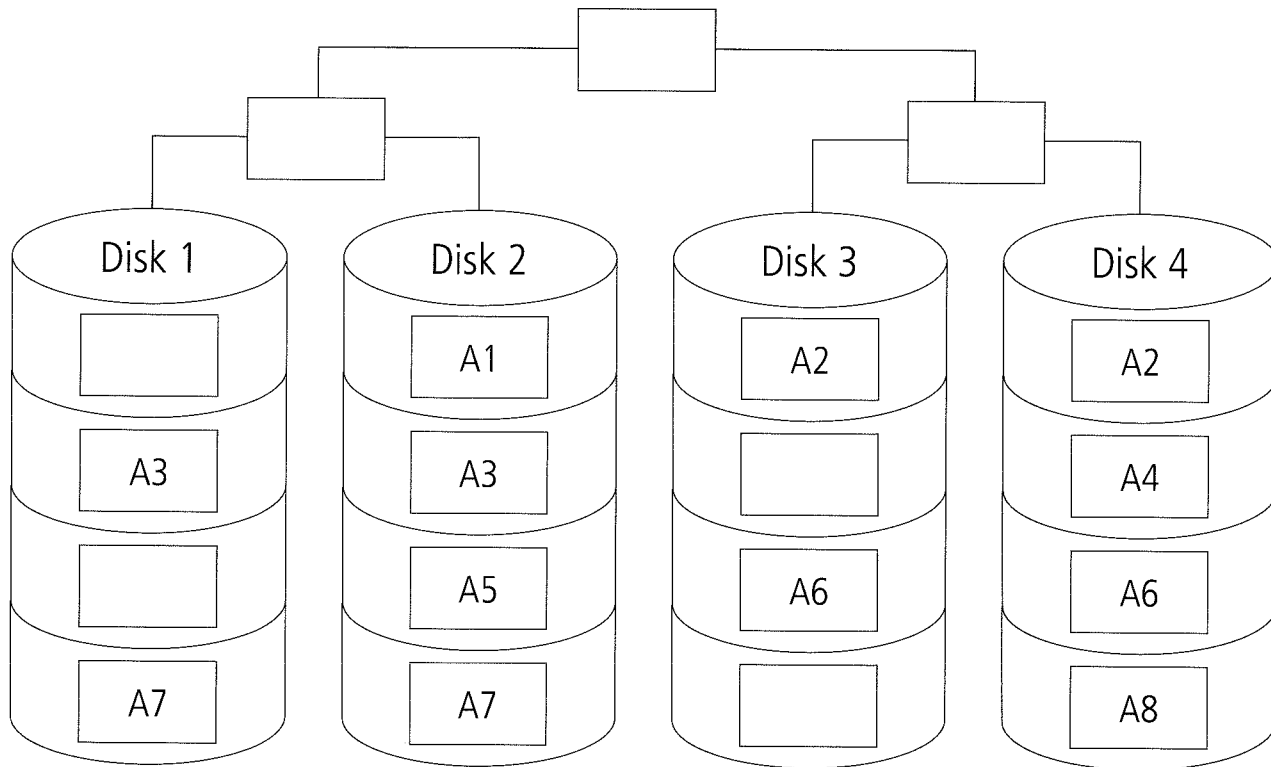 Disk 1 Disk 2 Disk 3 Disk 4
A1 A2 A2
A3 A3 A4
A5 A6 A6
A7 A7 A8